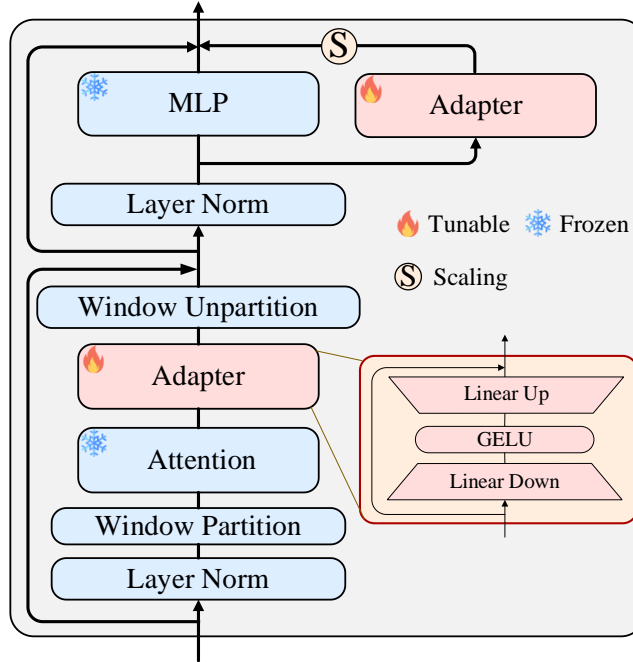 S
MLP
Adapter
Layer Norm
Tunable
Frozen
S
Scaling
Window Unpartition
Adapter
Linear Up
GELU
Attention
Linear Down
Window Partition
Layer Norm